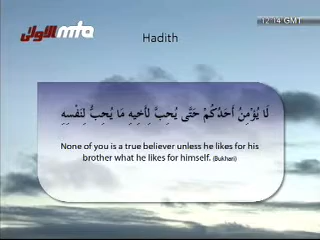 الاولى mta
12:14 GMT
Hadith
لَا يُؤْمِنُ أَحَدُكُمْ حَتَّى يُحِبَّ لِأَخِيهِ مَا يُحِبُّ لِنَفْسِهِ
None of you is a true believer unless he likes for his
brother what he likes for himself. (Bukhari)